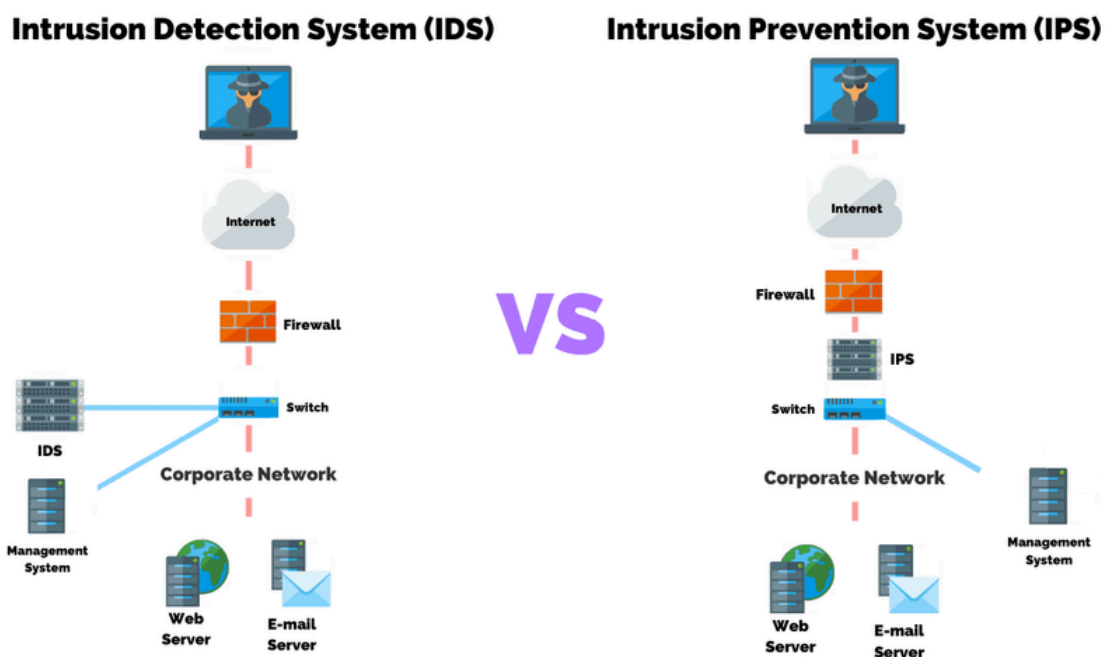 Intrusion Detection System (IDS)
Internet
Firewall
Switch
IDS
Corporate Network
Management
System
Web
Server
E-mail
Server
VS
Intrusion Prevention System (IPS)
Internet
Firewall
IPS
Switch
Corporate Network
Management
System
Web
Server
E-mail
Server